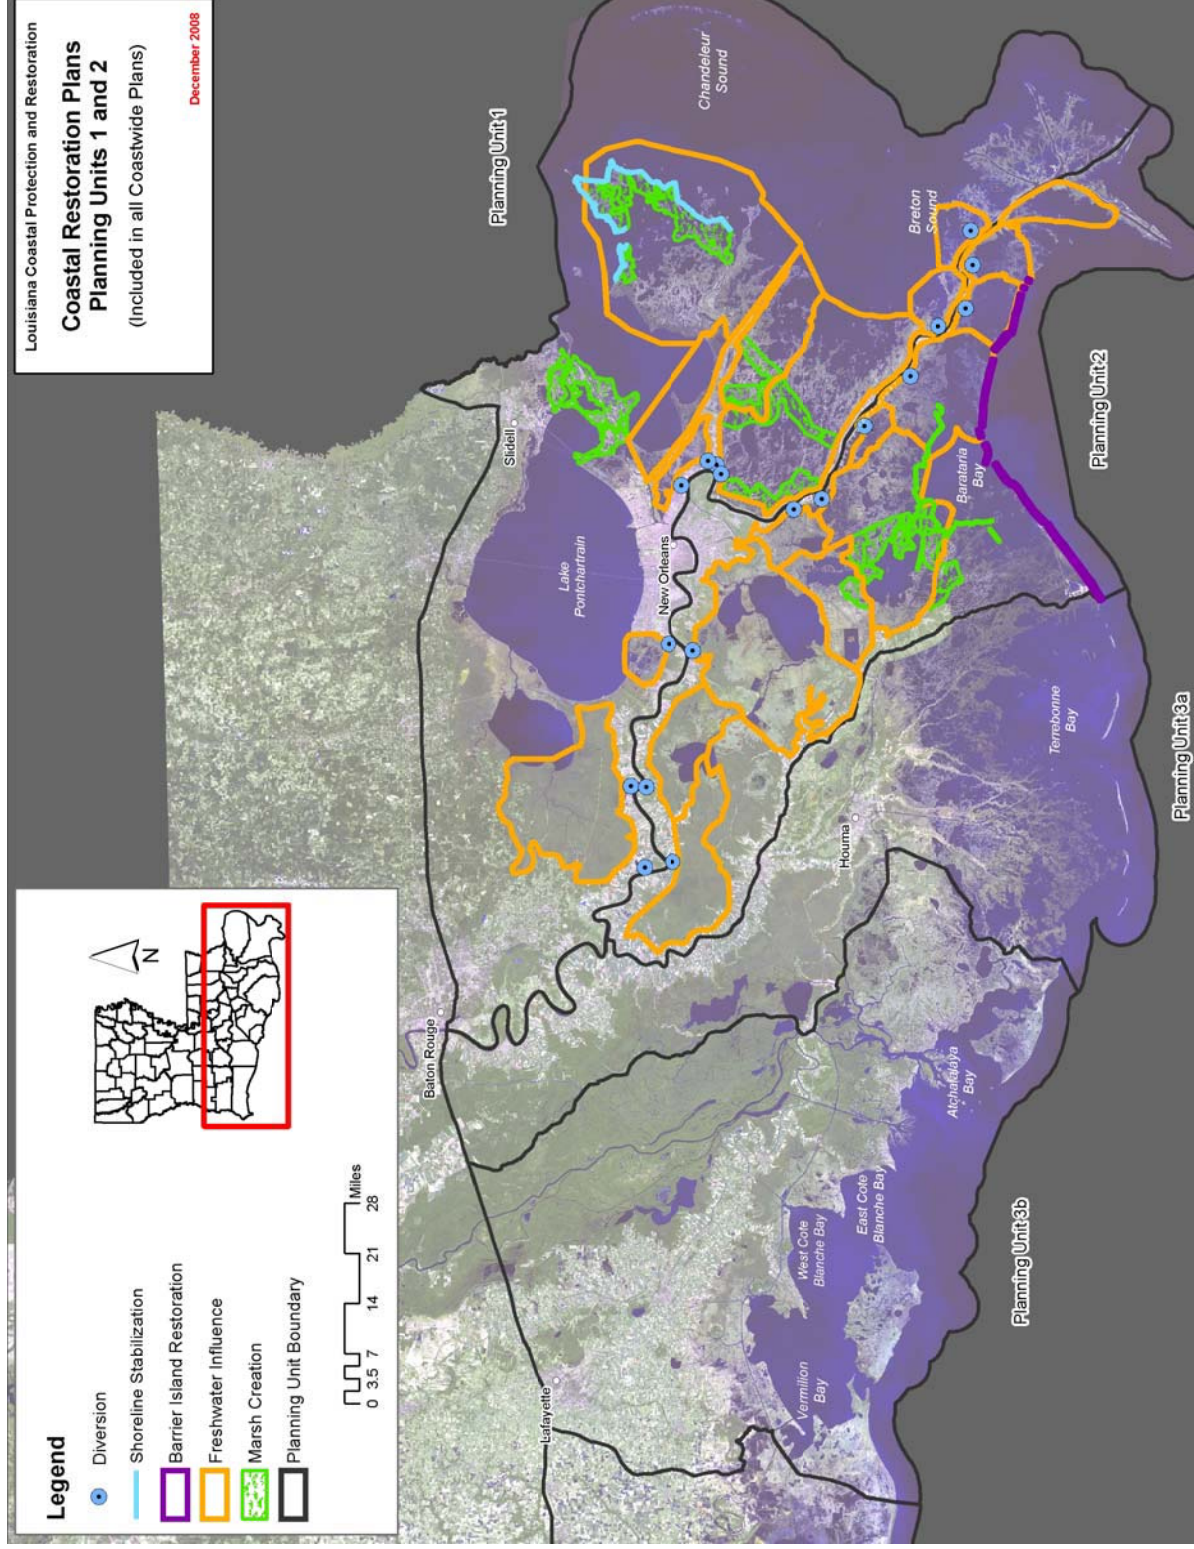 Louisiana Coastal Protection and Restoration
Coastal Restoration Plans
Planning Units 1 and 2
(Included in all Coastwide Plans)
December 2008
Legend
Diversion
Shoreline Stabilization
Barrier Island Restoration
Freshwater Influence
Marsh Creation
Planning Unit Boundary
0 3.5 7 14 21 28
Miles
N
Planning Unit 1
Chandeleur
Sound
Slidell
Baton Rouge
Lake
Pontchartrain
New Orleans
Lafayette
Breton
Sound
Barataria
Bay
Houma
Planning Unit 2
Terrebonne
Bay
Planning Unit 3a
Atchafalaya
Bay
East Cote
Blanche Bay
West Cote
Blanche Bay
Vermilion
Bay
Planning Unit 3b